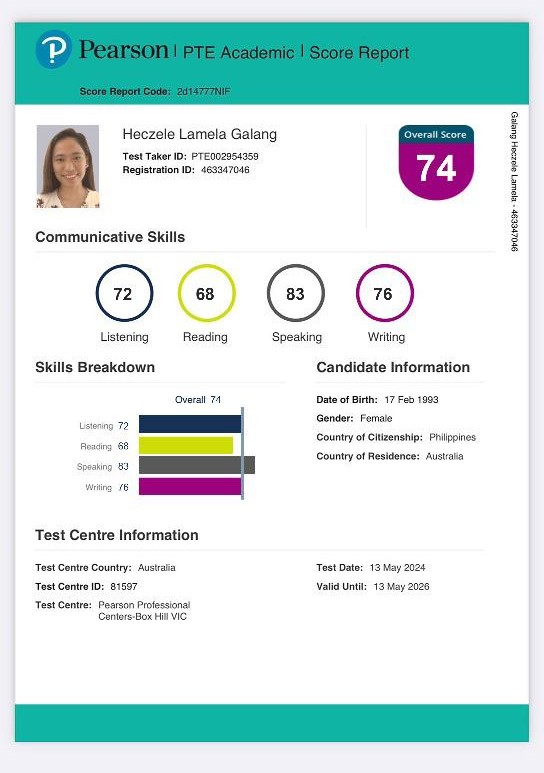 Pearson | PTE Academic | Score Report
Score Report Code: 2d14777NIF
Heczele Lamela Galang
Test Taker ID: PTE002954359
Registration ID: 463347046
Overall Score
74
Galang Heczele Lamela - 463347046
Communicative Skills
72 68 83 76
Listening Reading Speaking Writing
Skills Breakdown
Overall 74
Listening 72
Reading 68
Speaking 83
Writing 76
Candidate Information
Date of Birth: 17 Feb 1993
Gender: Female
Country of Citizenship: Philippines
Country of Residence: Australia
Test Centre Information
Test Centre Country: Australia
Test Centre ID: 81597
Test Centre: Pearson Professional
Centers-Box Hill VIC
Test Date: 13 May 2024
Valid Until: 13 May 2026